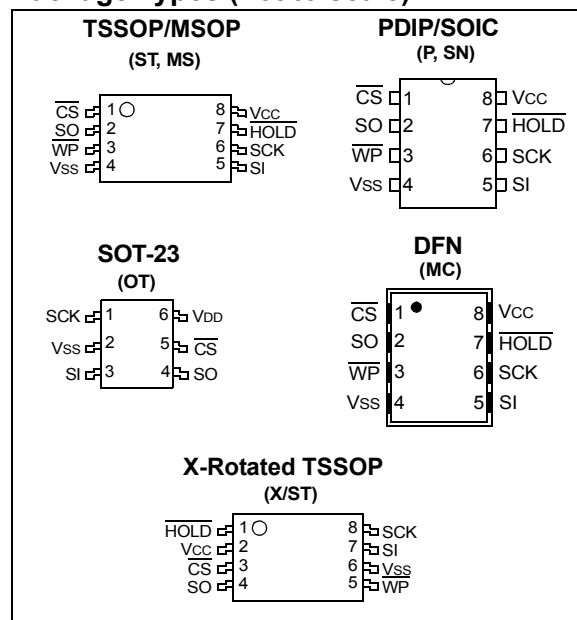 TSSOP/MSOP
(ST, MS)
CS 1 8 VCC
SO 2 7 HOLD
WP 3 6 SCK
VSS 4 5 SI
PDIP/SOIC
(P, SN)
CS 1 8 VCC
SO 2 7 HOLD
WP 3 6 SCK
VSS 4 5 SI
SOT-23
(OT)
SCK 1 6 VDD
VSS 2 5 CS
SI 3 4 SO
DFN
(MC)
CS 1 8 VCC
SO 2 7 HOLD
WP 3 6 SCK
VSS 4 5 SI
X-Rotated TSSOP
(X/ST)
HOLD 1 8 SCK
VCC 2 7 SI
CS 3 6 VSS
SO 4 5 WP